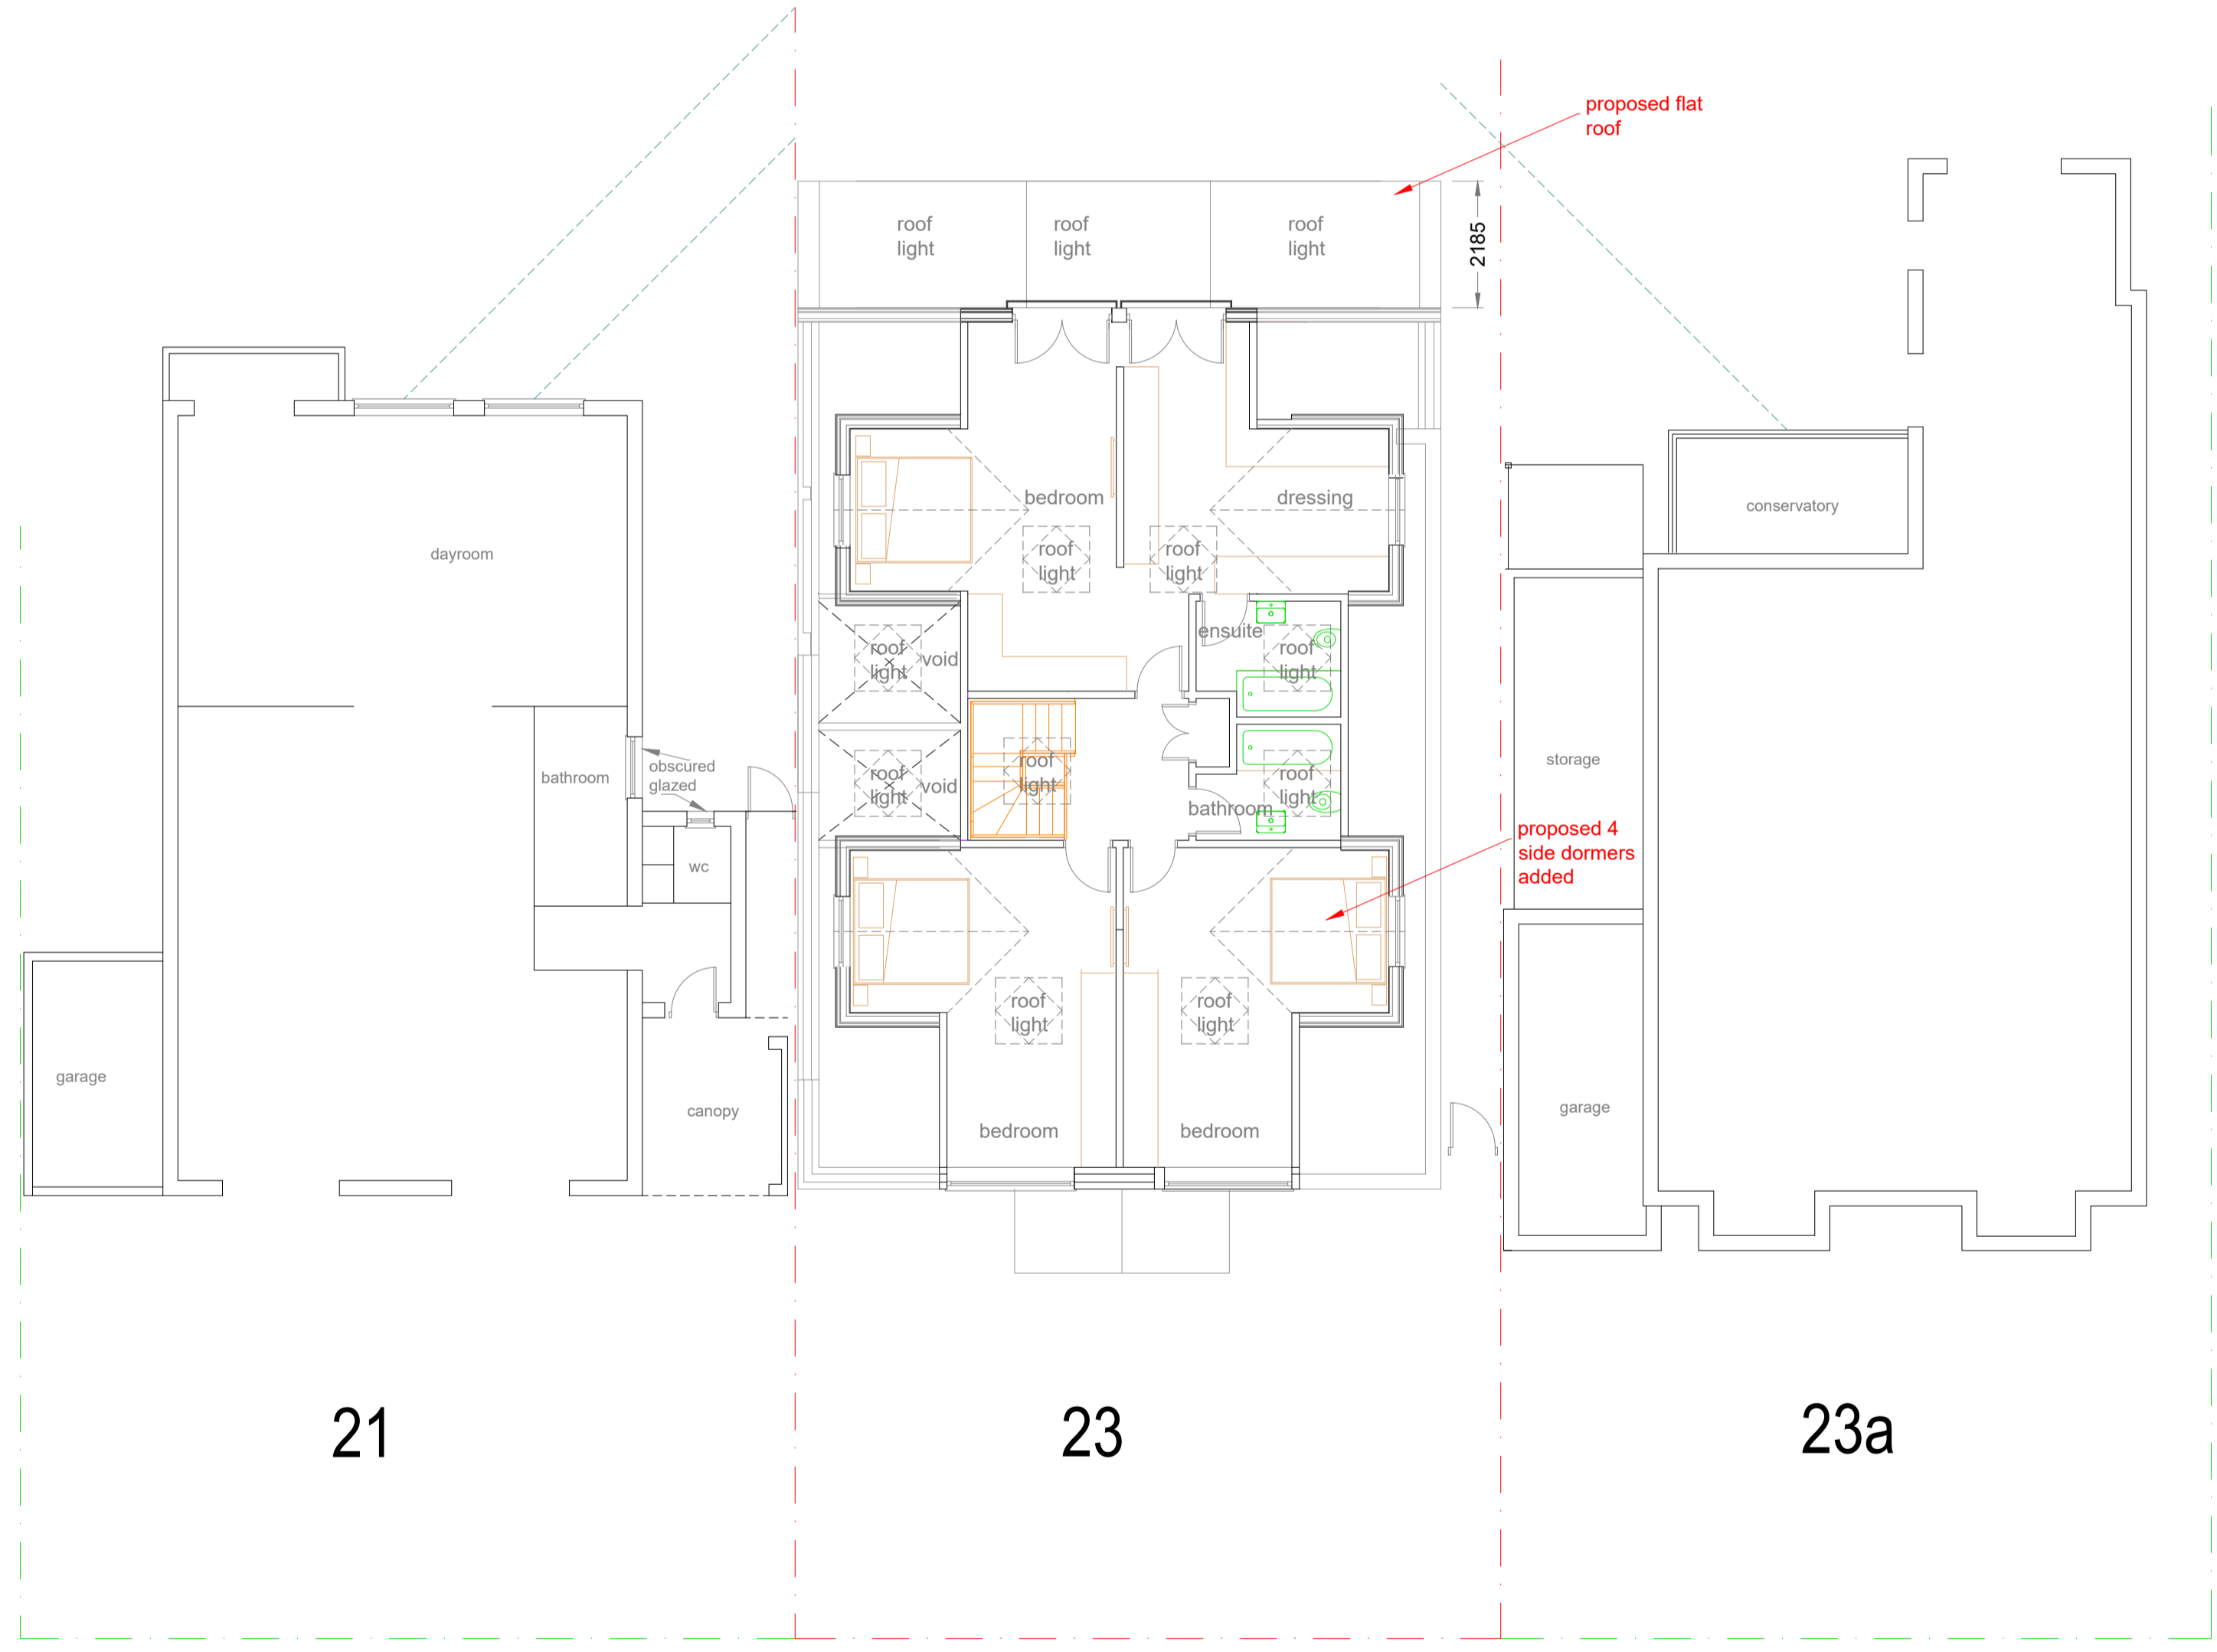 proposed flat
roof
roof
light
roof
light
roof
light
2185
bedroom
dressing
roof
light
roof
light
conservatory
dayroom
ensuite
roof
light
void
roof
light
storage
bathroom
obscured
glazed
roof
light
void
roof
light
roof
light
bathroom
wc
proposed 4
side dormers
added
roof
light
roof
light
garage
canopy
bedroom
bedroom
garage
21
23
23a